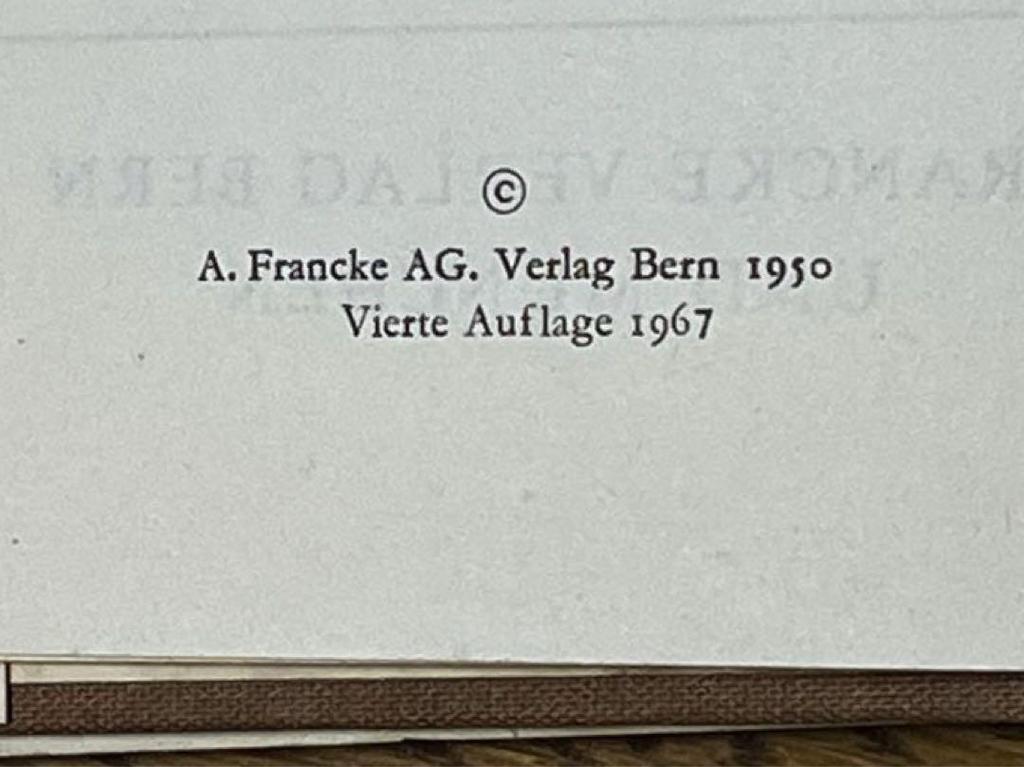 ©
A. Francke AG. Verlag Bern 1950
Vierte Auflage 1967